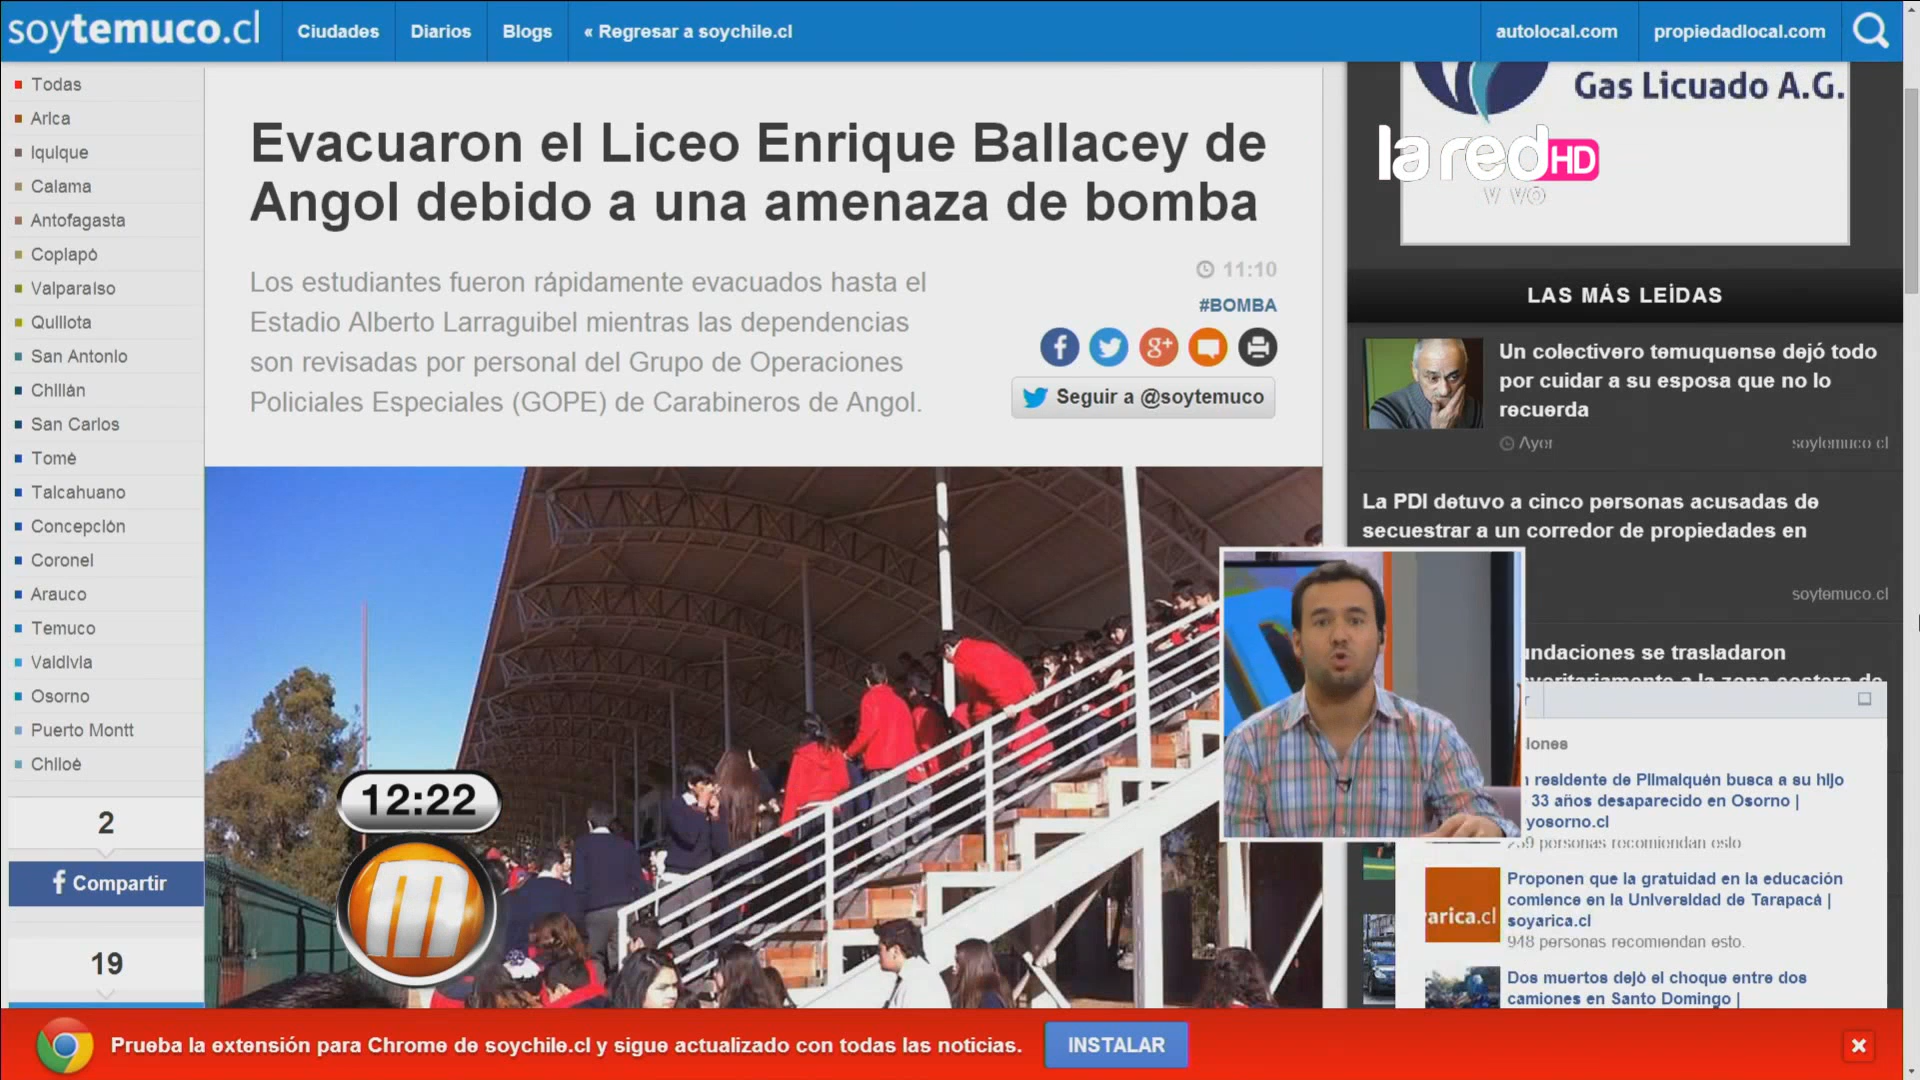 soytemuco.cl
Ciudades
Diarios
Blogs
« Regresar a soychile.cl
autolocal.com
propiedadlocal.com
Todas
Arica
Iquique
Calama
Antofagasta
Copiapó
Valparaíso
Quillota
San Antonio
Chillán
San Carlos
Tomé
Talcahuano
Concepción
Coronel
Arauco
Temuco
Valdivia
Osorno
Puerto Montt
Chiloé
2
Compartir
19
Evacuaron el Liceo Enrique Ballacey de
Angol debido a una amenaza de bomba
Los estudiantes fueron rápidamente evacuados hasta el
Estadio Alberto Larraguibel mientras las dependencias
son revisadas por personal del Grupo de Operaciones
Policiales Especiales (GOPE) de Carabineros de Angol.
11:10
#BOMBA
Seguir a @soytemuco
12:22
Gas Licuado A.G.
la red HD
LAS MÁS LEÍDAS
Un colectivero temuquense dejó todo
por cuidar a su esposa que no lo
recuerda
Ayer
soytemuco.cl
La PDI detuvo a cinco personas acusadas de
secuestrar a un corredor de propiedades en
soytemuco.cl
undaciones se trasladaron
a la zona costera de
iones
residente de Pilmaiquén busca a su hijo
33 años desaparecido en Osorno |
yosorno.cl
personas recomiendan esto
arica.cl
Proponen que la gratuidad en la educación
comience en la Universidad de Tarapacá |
soyarica.cl
948 personas recomiendan esto.
Dos muertos dejó el choque entre dos
camiones en Santo Domingo |
Prueba la extensión para Chrome de soychile.cl y sigue actualizado con todas las noticias.
INSTALAR